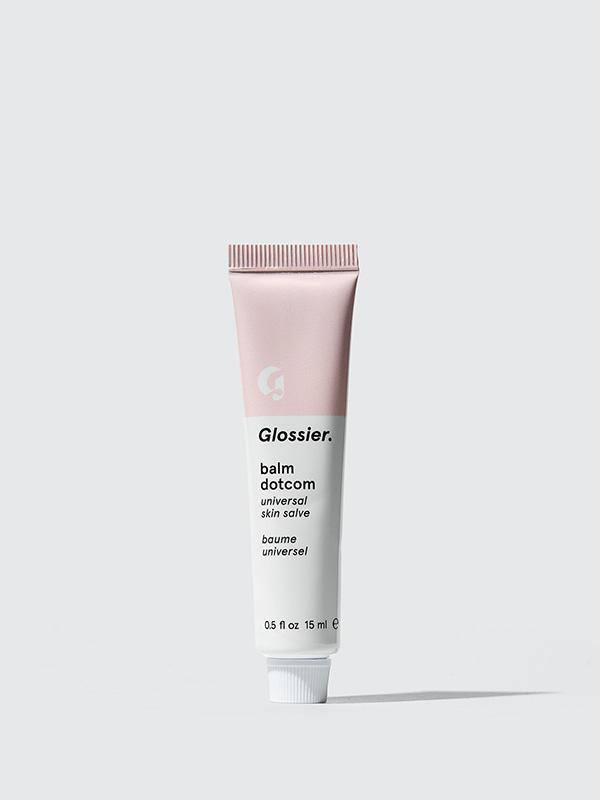 G
Glossier.
balm
dotcom
universal
skin salve
baume
universel
0.5 fl oz 15 ml ℮